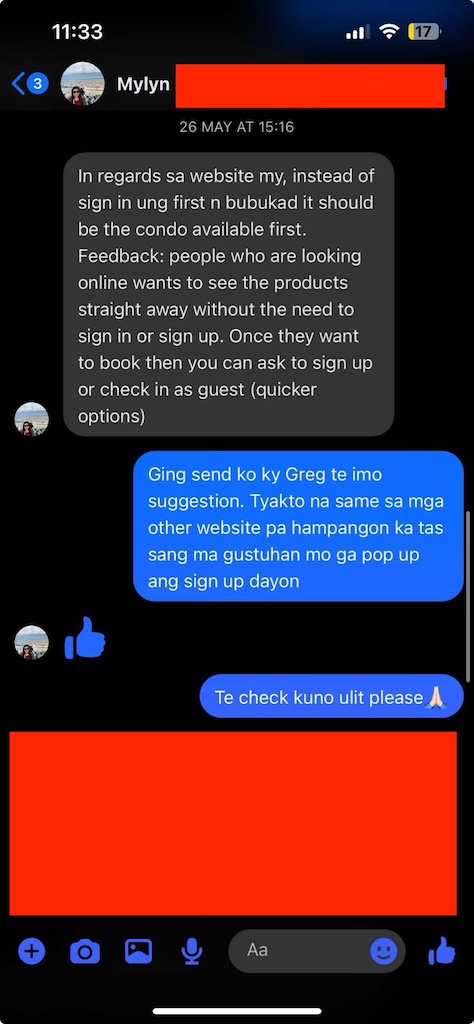 11:33
17
3
Mylyn
26 MAY AT 15:16
In regards sa website my, instead of
sign in ung first n bubukad it should
be the condo available first.
Feedback: people who are looking
online wants to see the products
straight away without the need to
sign in or sign up. Once they want
to book then you can ask to sign up
or check in as guest (quicker
options)
Ging send ko ky Greg te imo
suggestion. Tyakto na same sa mga
other website pa hampangon ka tas
sang ma gustuhan mo ga pop up
ang sign up dayon
Te check kuno ulit please🙏🏻
Aa